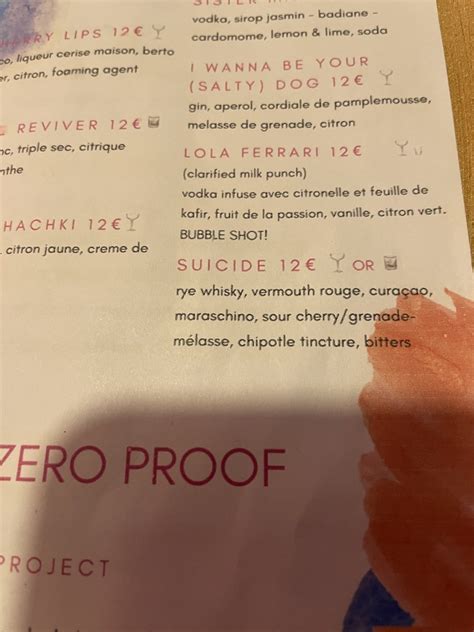 vodka, sirop jasmin - badiane -
cardomome, lemon & lime, soda
I WANNA BE YOUR
(SALTY) DOG 12€
gin, aperol, cordiale de pamplemousse,
melasse de grenade, citron
LOLA FERRARI 12€
(clarified milk punch)
vodka infuse avec citronelle et feuille de
kafir, fruit de la passion, vanille, citron vert.
BUBBLE SHOT!
SUICIDE 12€ OR
rye whisky, vermouth rouge, curaçao,
maraschino, sour cherry/grenade-
mélasse, chipotle tincture, bitters
LIPS 12€
liqueur cerise maison, berto
citron, foaming agent
REVIVER 12€
triple sec, citrique
HACHKI 12€
citron jaune, creme de
ZERO PROOF
PROJECT